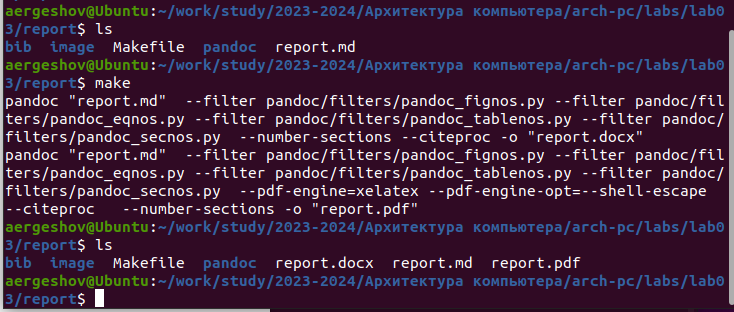 aergeshov@Ubuntu:~/work/study/2023-2024/Архитектура компьютера/arch-pc/labs/lab0
3/report$ ls
bib  image  Makefile  pandoc  report.md
aergeshov@Ubuntu:~/work/study/2023-2024/Архитектура компьютера/arch-pc/labs/lab0
3/report$ make
pandoc "report.md"  --filter pandoc/filters/pandoc_fignos.py --filter pandoc/fil
ters/pandoc_eqnos.py --filter pandoc/filters/pandoc_tablenos.py --filter pandoc/
filters/pandoc_secnos.py  --number-sections --citeproc -o "report.docx"
pandoc "report.md"  --filter pandoc/filters/pandoc_fignos.py --filter pandoc/fil
ters/pandoc_eqnos.py --filter pandoc/filters/pandoc_tablenos.py --filter pandoc/
filters/pandoc_secnos.py  --pdf-engine=xelatex --pdf-engine-opt=--shell-escape
--citeproc   --number-sections -o "report.pdf"
aergeshov@Ubuntu:~/work/study/2023-2024/Архитектура компьютера/arch-pc/labs/lab0
3/report$ ls
bib  image  Makefile  pandoc  report.docx  report.md  report.pdf
aergeshov@Ubuntu:~/work/study/2023-2024/Архитектура компьютера/arch-pc/labs/lab0
3/report$